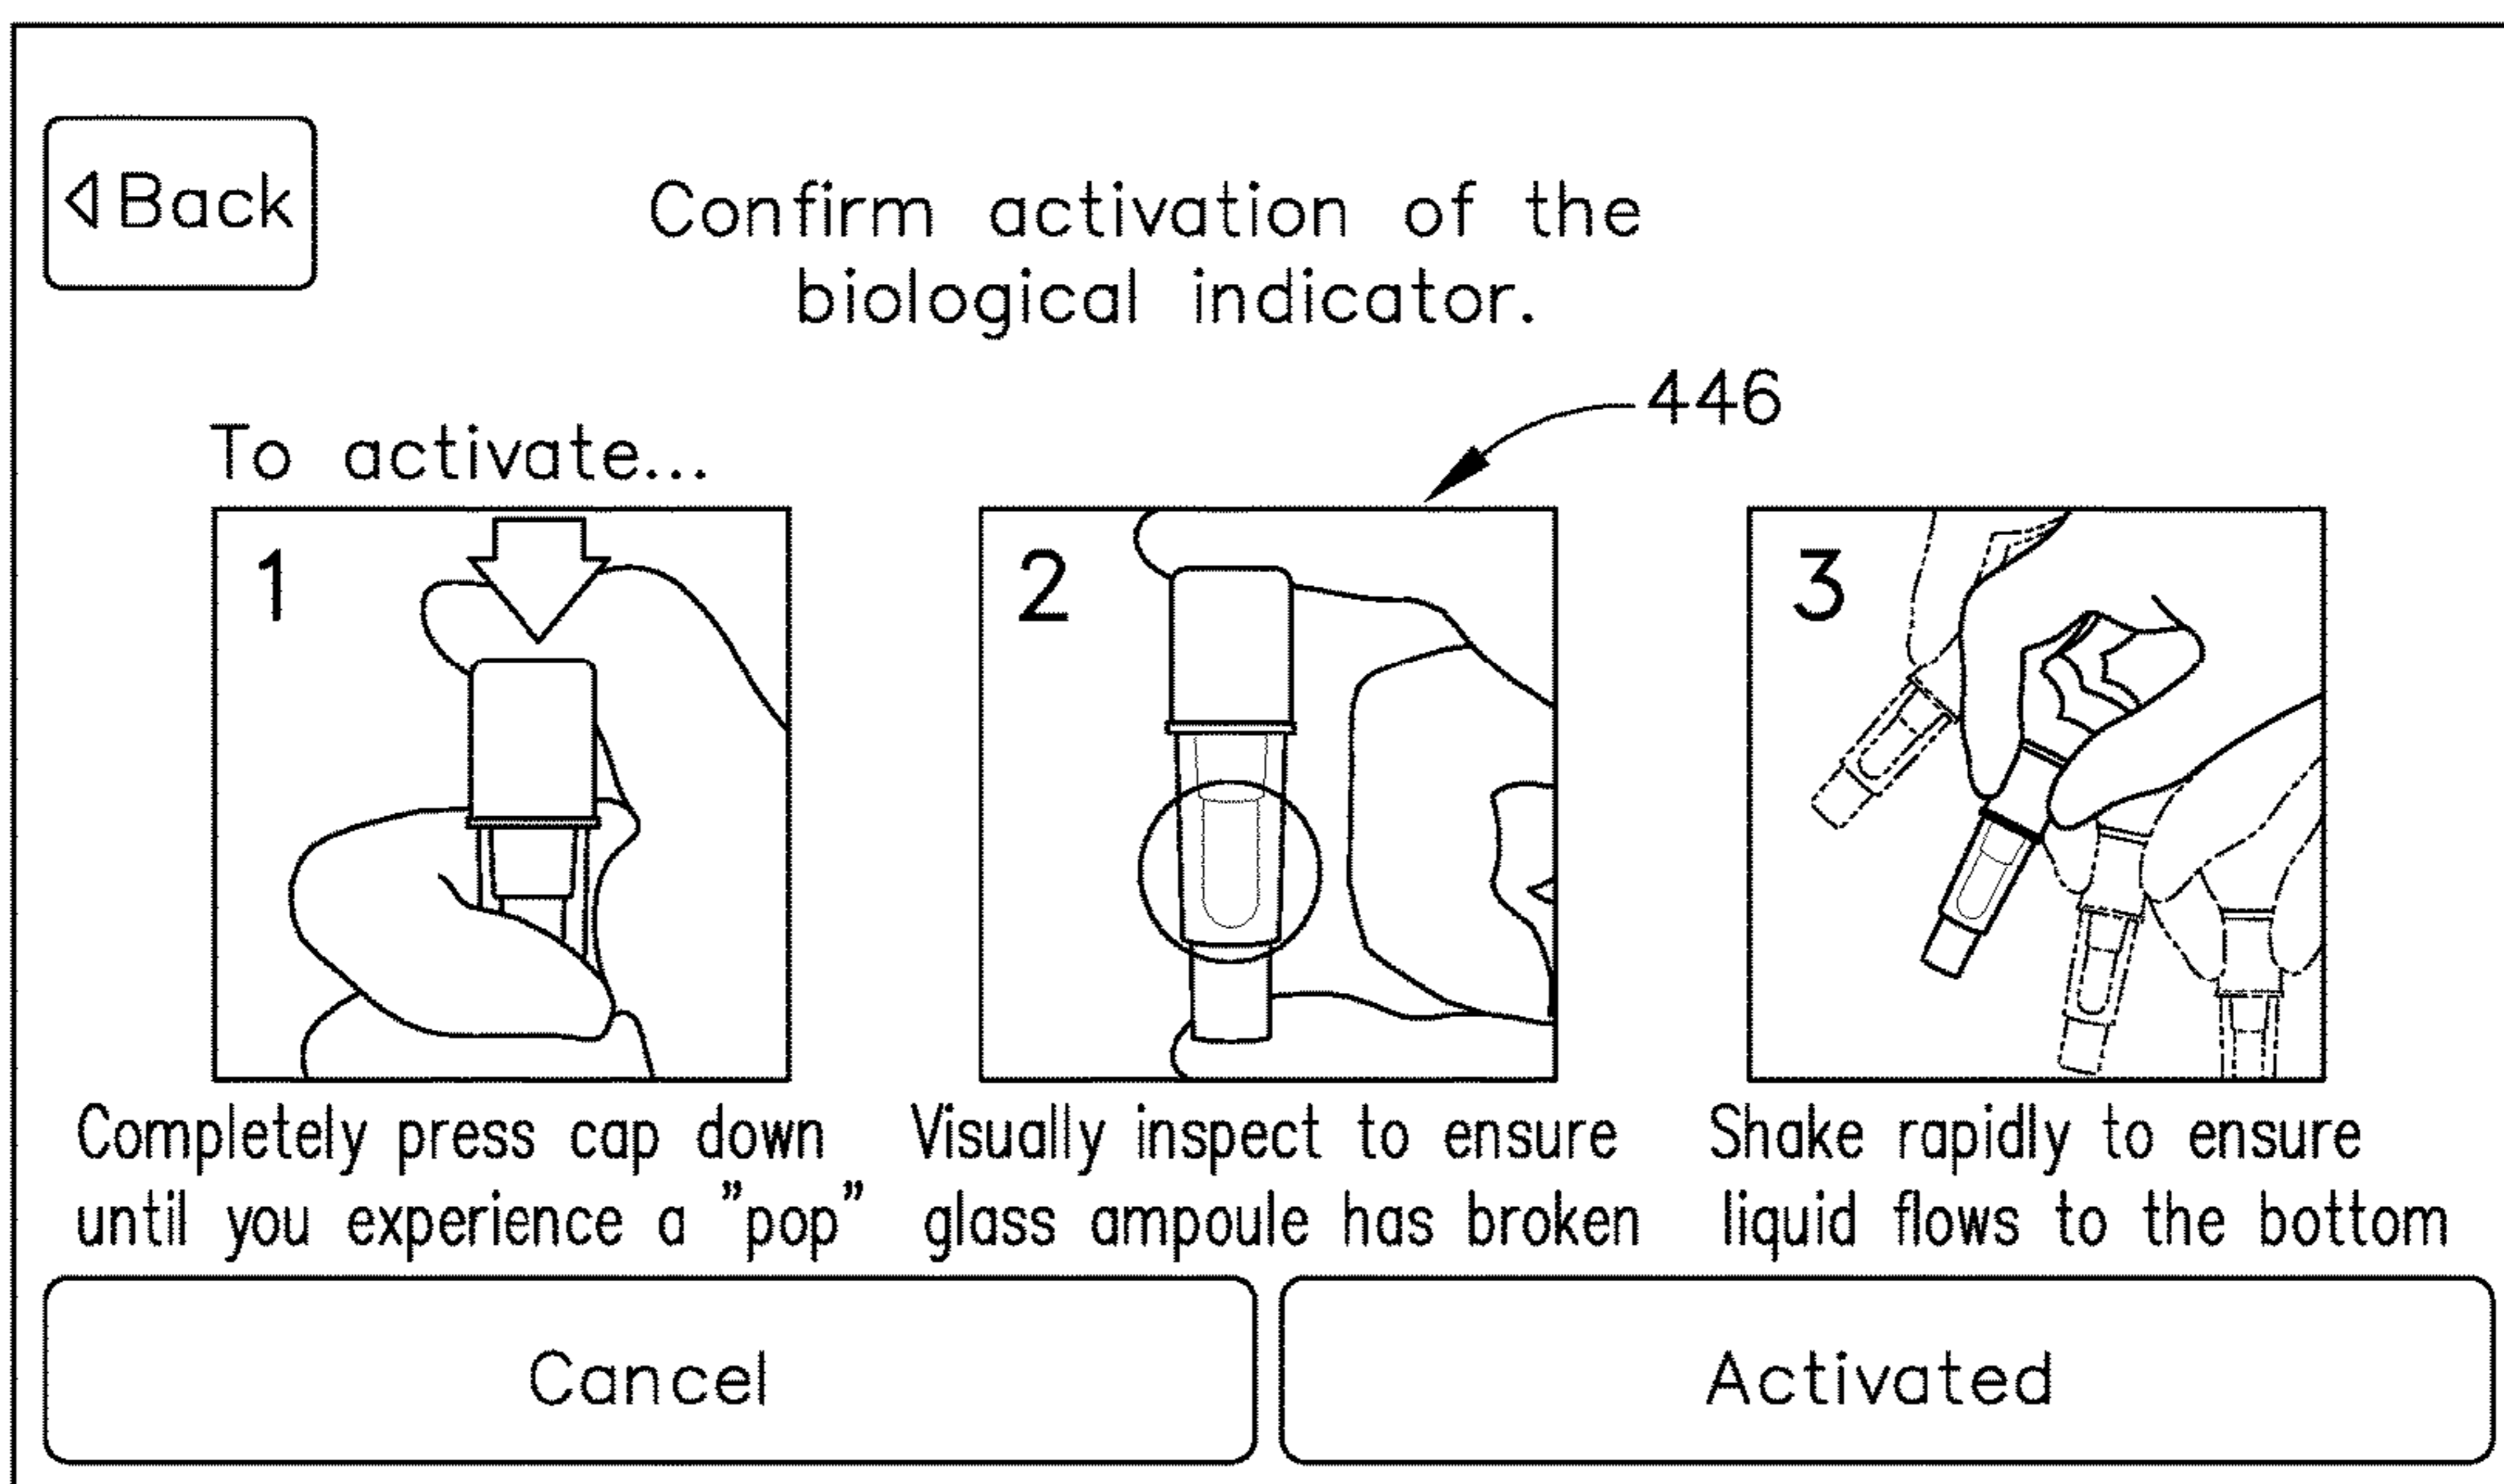 Back
Confirm activation of the
biological indicator.
446
To activate...
1
2
3
Completely press cap down
until you experience a "pop"
Visually inspect to ensure
glass ampoule has broken
Shake rapidly to ensure
liquid flows to the bottom
Cancel
Activated